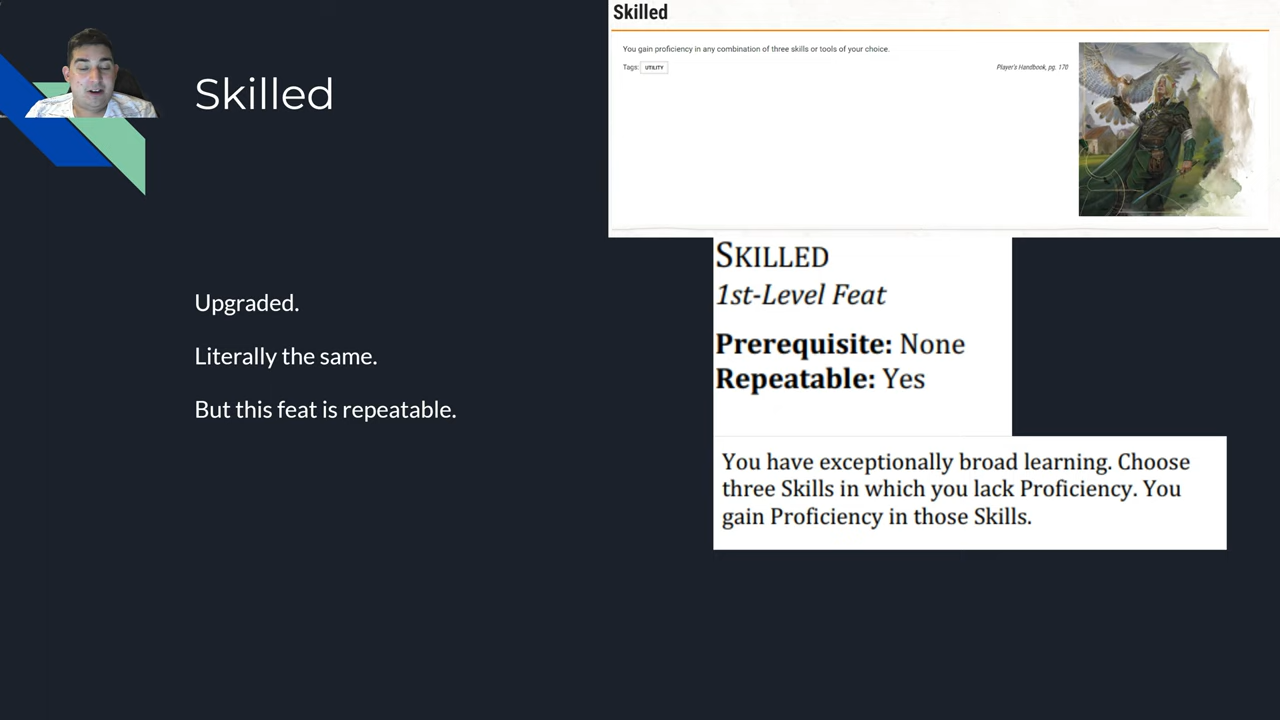 Skilled
Upgraded.
Literally the same.
But this feat is repeatable.
Skilled
You gain proficiency in any combination of three skills or tools of your choice.
Tags: UTILITY
Player's Handbook, pg. 170
SKILLED
1st-Level Feat
Prerequisite: None
Repeatable: Yes
You have exceptionally broad learning. Choose
three Skills in which you lack Proficiency. You
gain Proficiency in those Skills.